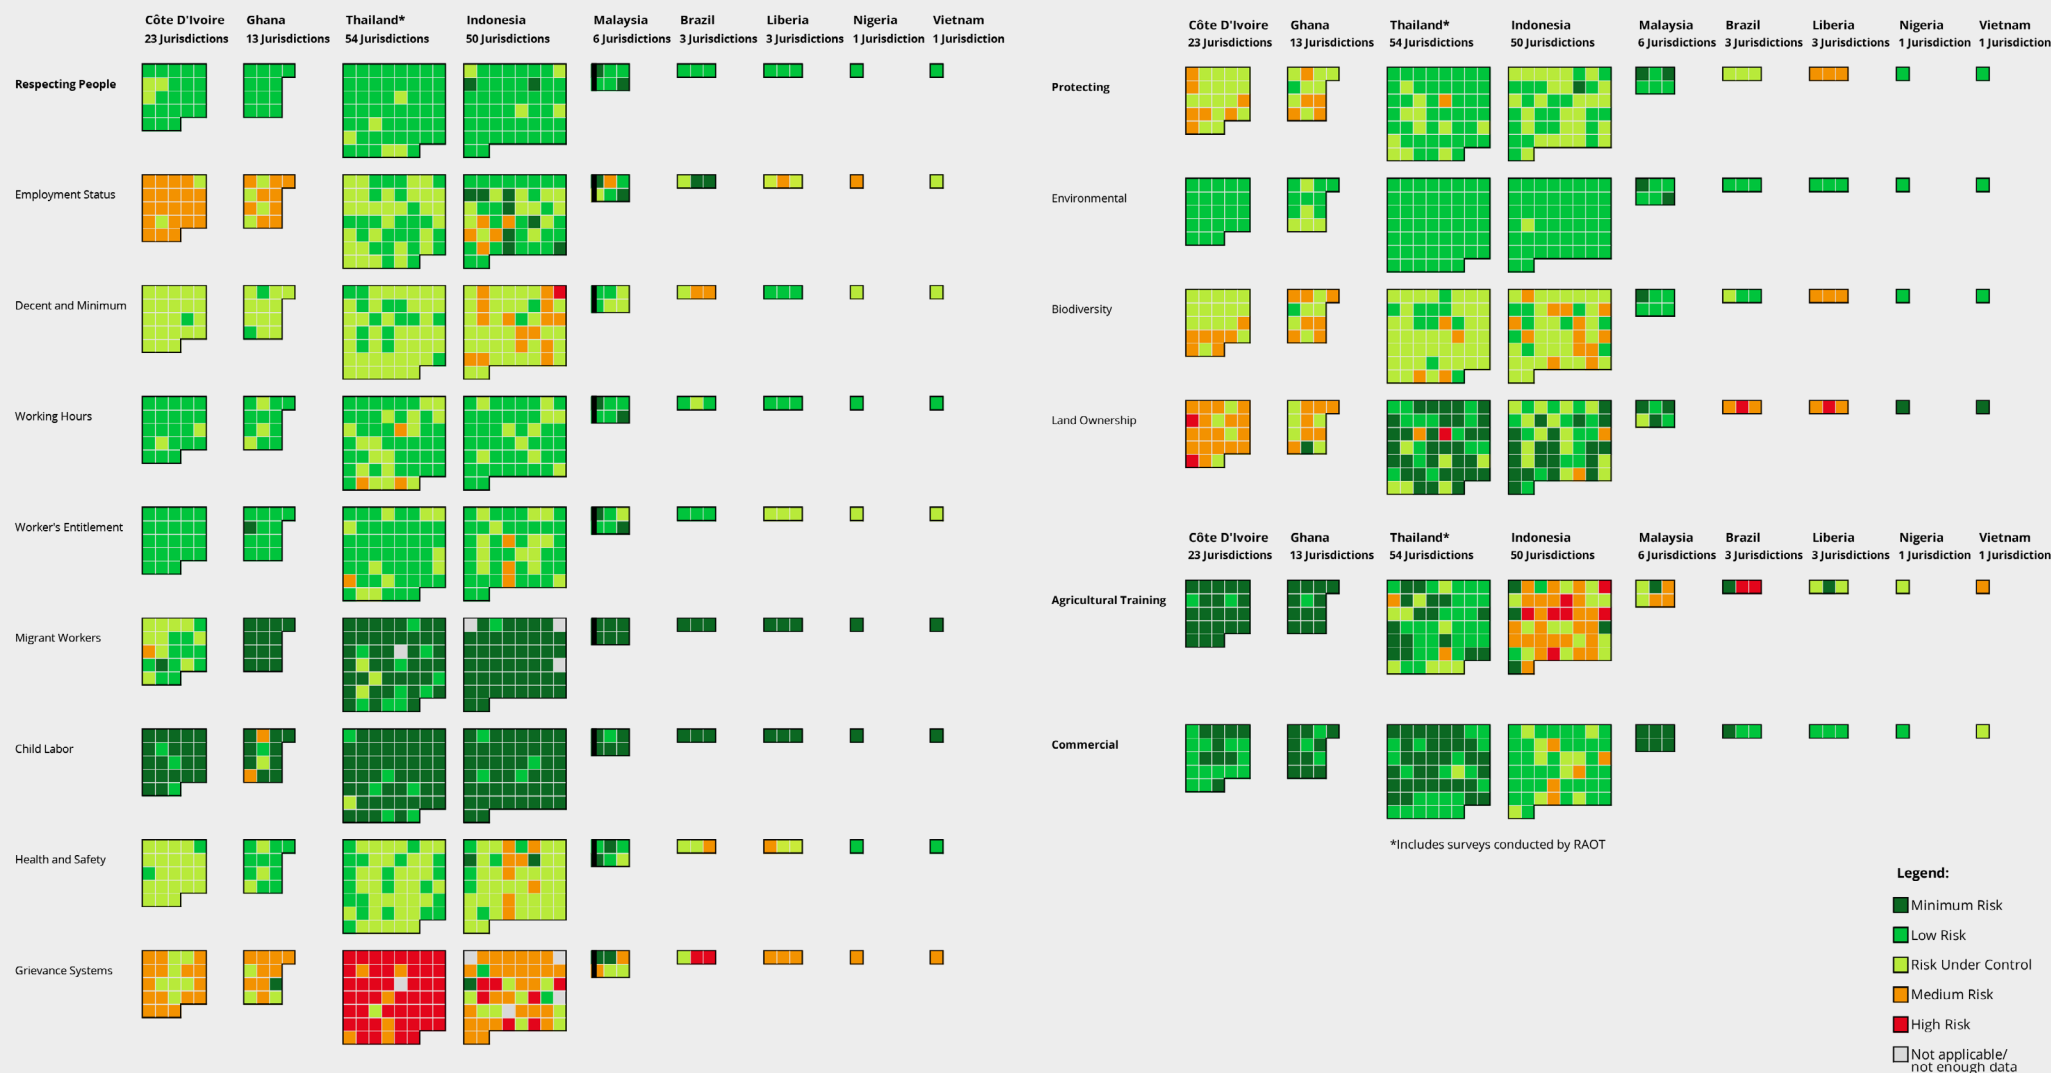 Côte D'Ivoire Ghana Thailand* Indonesia Malaysia Brazil Liberia Nigeria Vietnam
23 Jurisdictions 13 Jurisdictions 54 Jurisdictions 50 Jurisdictions 6 Jurisdictions 3 Jurisdictions 3 Jurisdictions 1 Jurisdiction 1 Jurisdiction
Respecting People
Employment Status
Decent and Minimum
Working Hours
Worker's Entitlement
Migrant Workers
Child Labor
Health and Safety
Grievance Systems
Côte D'Ivoire Ghana Thailand* Indonesia Malaysia Brazil Liberia Nigeria Vietnam
23 Jurisdictions 13 Jurisdictions 54 Jurisdictions 50 Jurisdictions 6 Jurisdictions 3 Jurisdictions 3 Jurisdictions 1 Jurisdiction 1 Jurisdiction
Protecting
Environmental
Biodiversity
Land Ownership
Côte D'Ivoire Ghana Thailand* Indonesia Malaysia Brazil Liberia Nigeria Vietnam
23 Jurisdictions 13 Jurisdictions 54 Jurisdictions 50 Jurisdictions 6 Jurisdictions 3 Jurisdictions 3 Jurisdictions 1 Jurisdiction 1 Jurisdiction
Agricultural Training
Commercial
*Includes surveys conducted by RAOT
Legend:
Minimum Risk
Low Risk
Risk Under Control
Medium Risk
High Risk
Not applicable/
not enough data